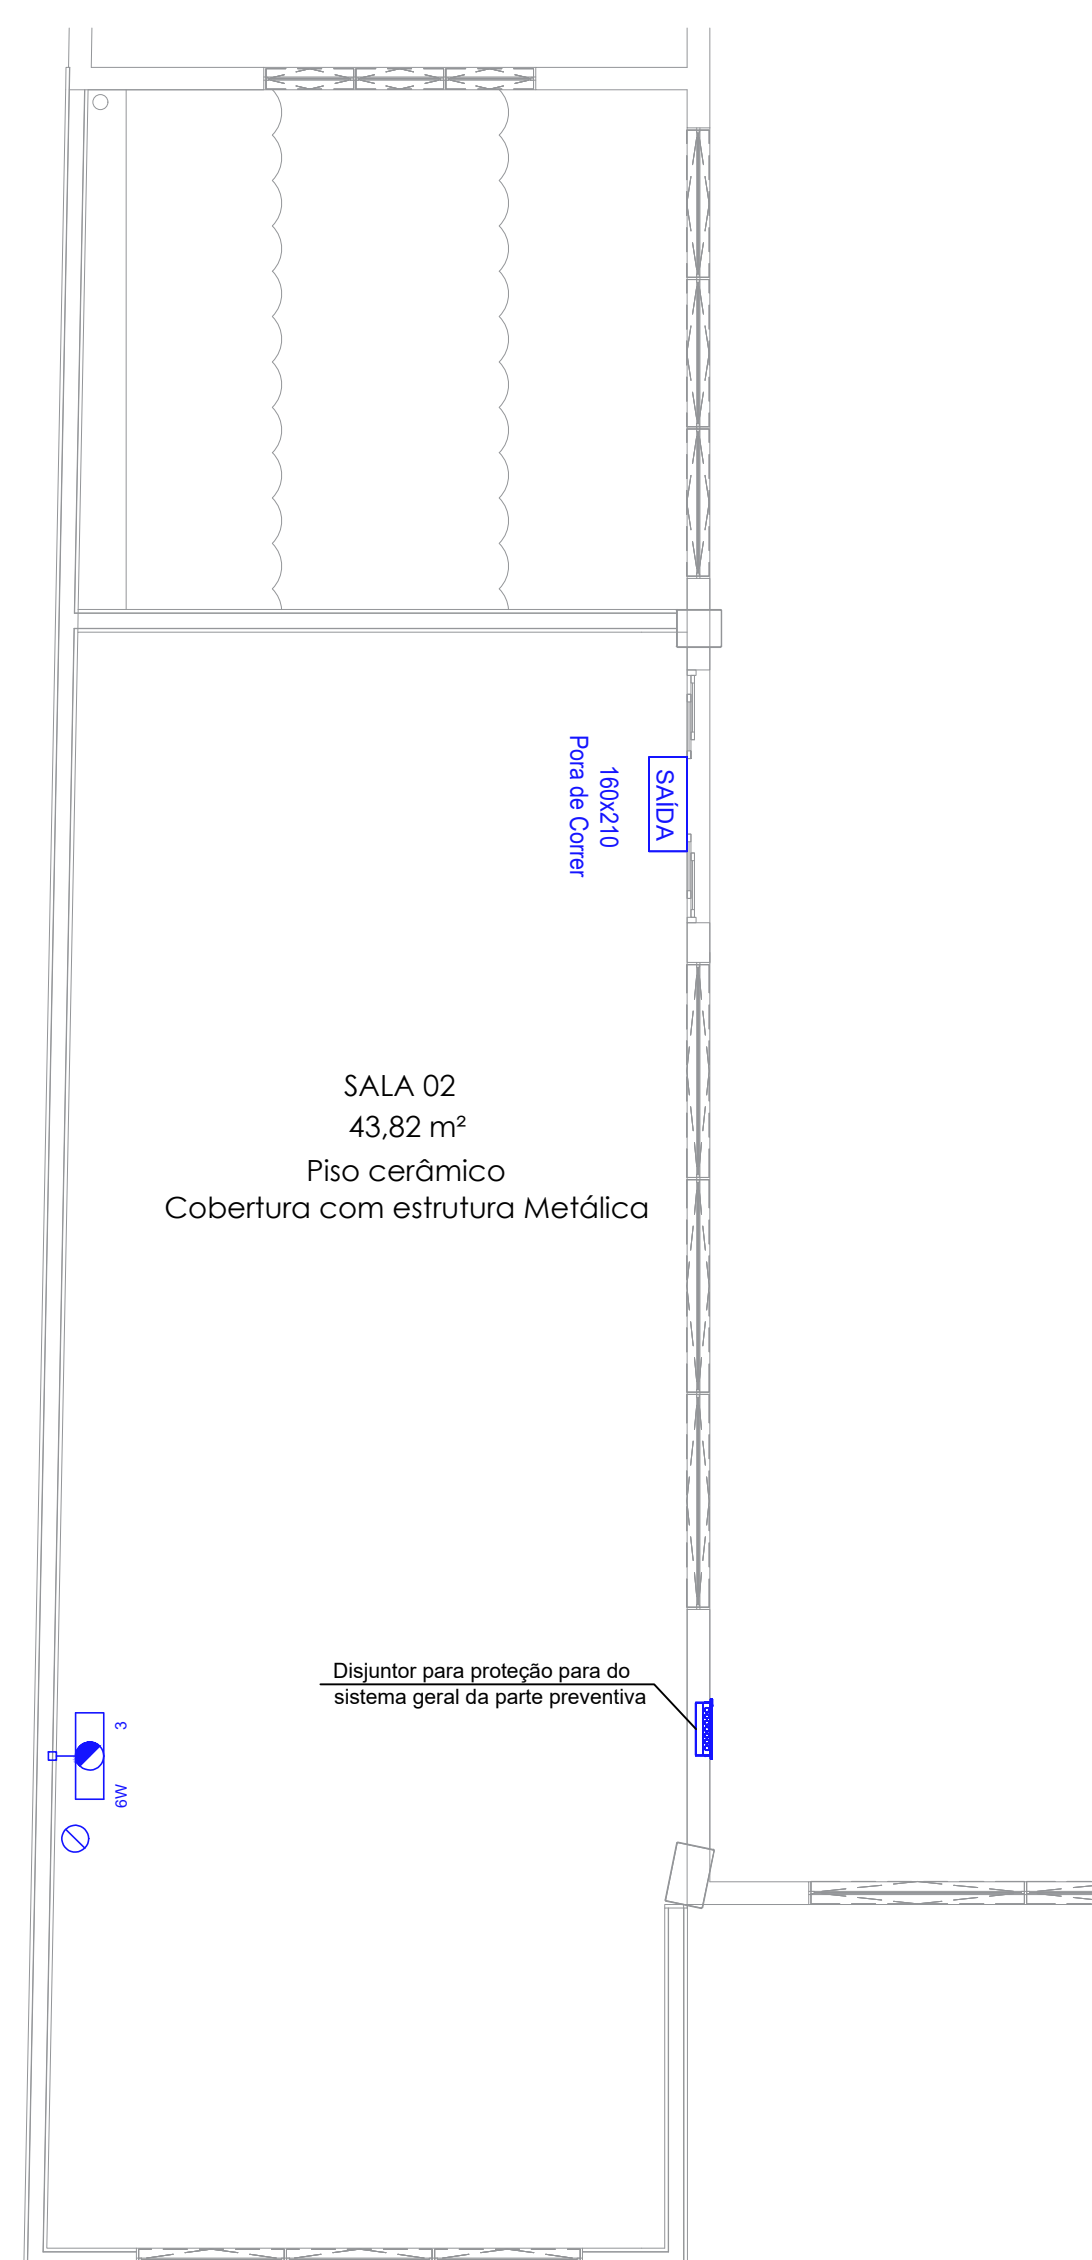 SAÍDA
160x210
Pora de Correr
SALA 02
43,82 m²
Piso cerâmico
Cobertura com estrutura Metálica
Disjuntor para proteção para do
sistema geral da parte preventiva
3
6W